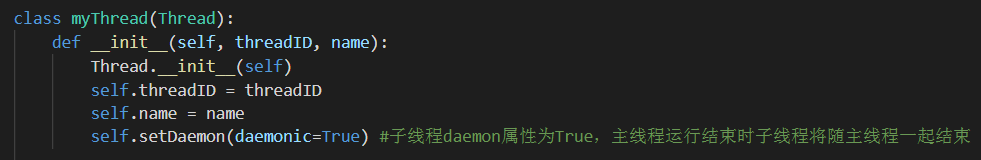 class myThread(Thread):
    def __init__(self, threadID, name):
        Thread.__init__(self)
        self.threadID = threadID
        self.name = name
        self.setDaemon(daemonic=True) #子线程daemon属性为True，主线程运行结束时子线程将随主线程一起结束